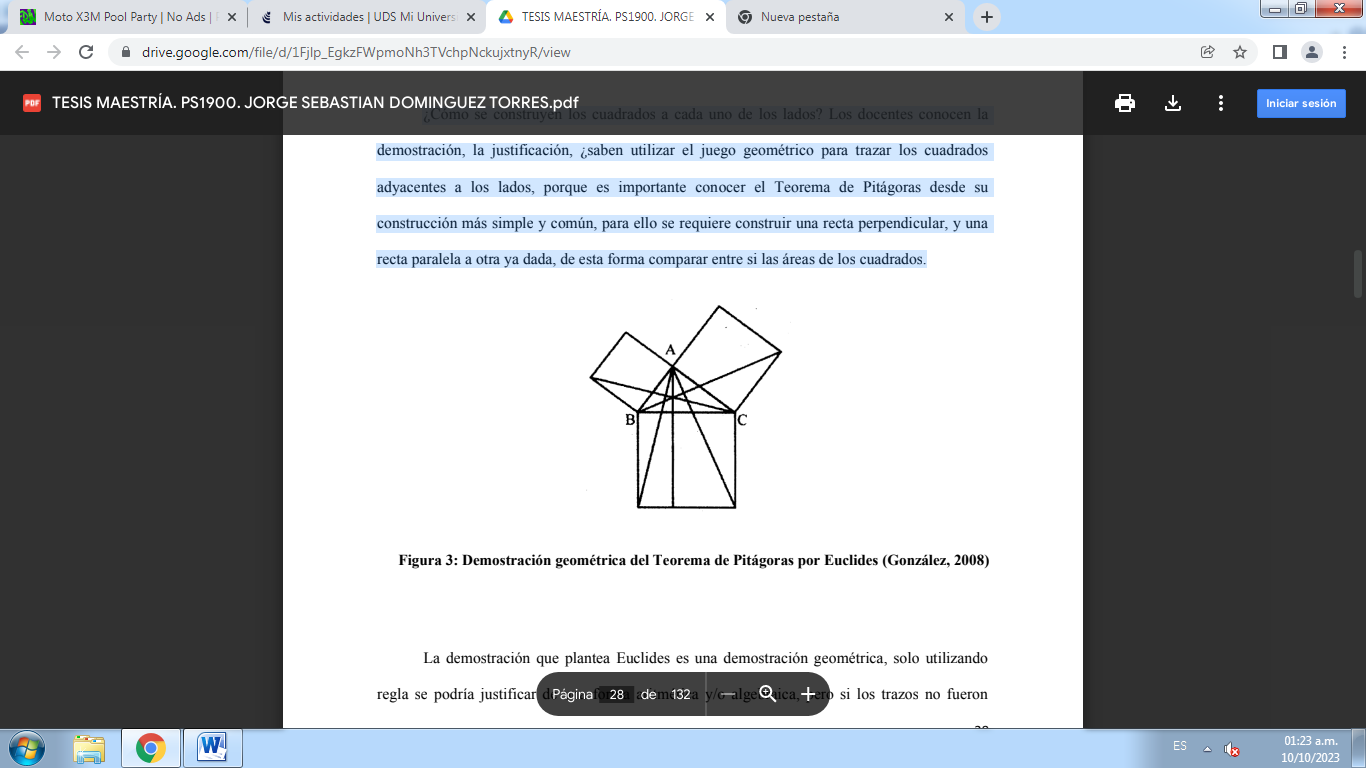 Moto X3M Pool Party | No Ads |
Mis actividades | UDS Mi Univers
TESIS MAESTRÍA. PS1900. JORGE
Nueva pestaña
drive.google.com/file/d/1FjIp_EgkzFWpmoNh3TVchpNckujxtnyR/view
TESIS MAESTRÍA. PS1900. JORGE SEBASTIAN DOMINGUEZ TORRES.pdf
Iniciar sesión
¿Cómo se construyen los cuadrados a cada uno de los lados? Los docentes conocen la
demostración, la justificación, ¿saben utilizar el juego geométrico para trazar los cuadrados
adyacentes a los lados, porque es importante conocer el Teorema de Pitágoras desde su
construcción más simple y común, para ello se requiere construir una recta perpendicular, y una
recta paralela a otra ya dada, de esta forma comparar entre si las áreas de los cuadrados.
A
B
C
Figura 3: Demostración geométrica del Teorema de Pitágoras por Euclides (González, 2008)
La demostración que plantea Euclides es una demostración geométrica, solo utilizando
regla se podría justificar y/o si los trazos no fueron
Página 28 de 132
ES
01:23 a.m.
10/10/2023